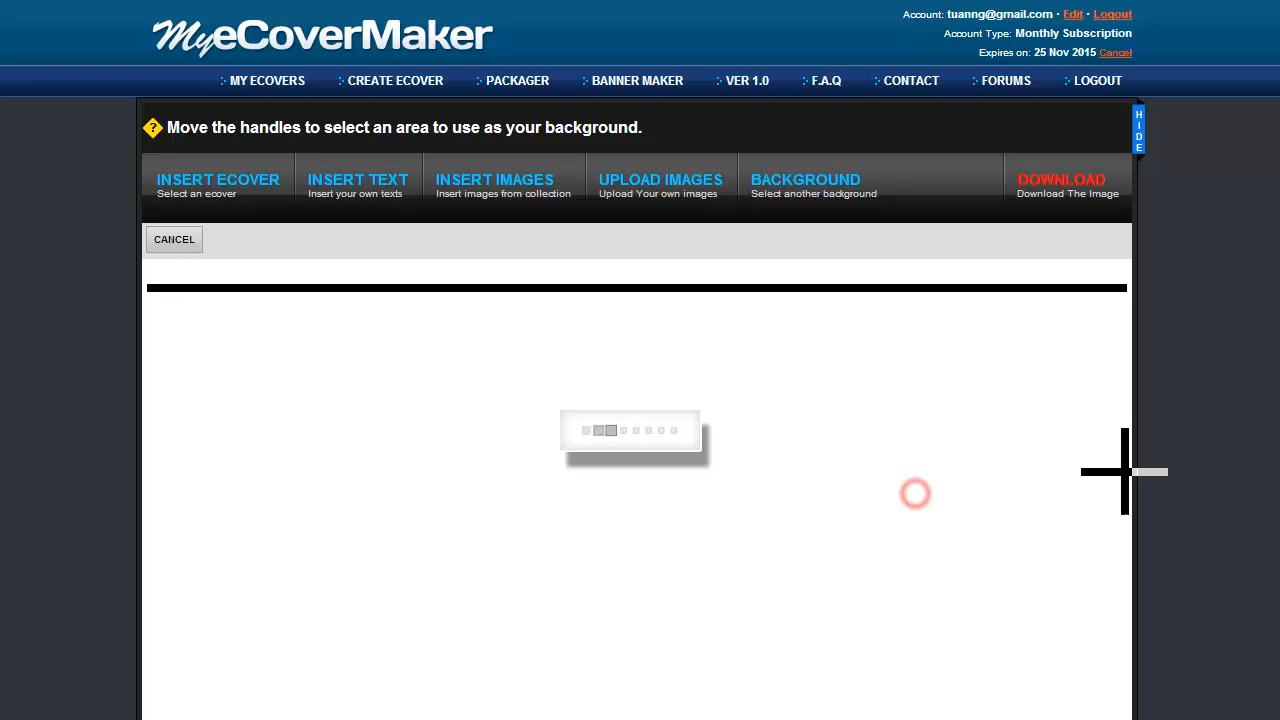 MyeCoverMaker
Account: tuanng@gmail.com • Edit • Logout
Account Type: Monthly Subscription
Expires on: 25 Nov 2015 Cancel
MY ECOVERS CREATE ECOVER PACKAGER BANNER MAKER VER 1.0 F.A.Q CONTACT FORUMS LOGOUT
? Move the handles to select an area to use as your background.
HIDE
INSERT ECOVER INSERT TEXT INSERT IMAGES UPLOAD IMAGES BACKGROUND DOWNLOAD
Select an ecover Insert your own texts Insert images from collection Upload Your own images Select another background Download The Image
CANCEL